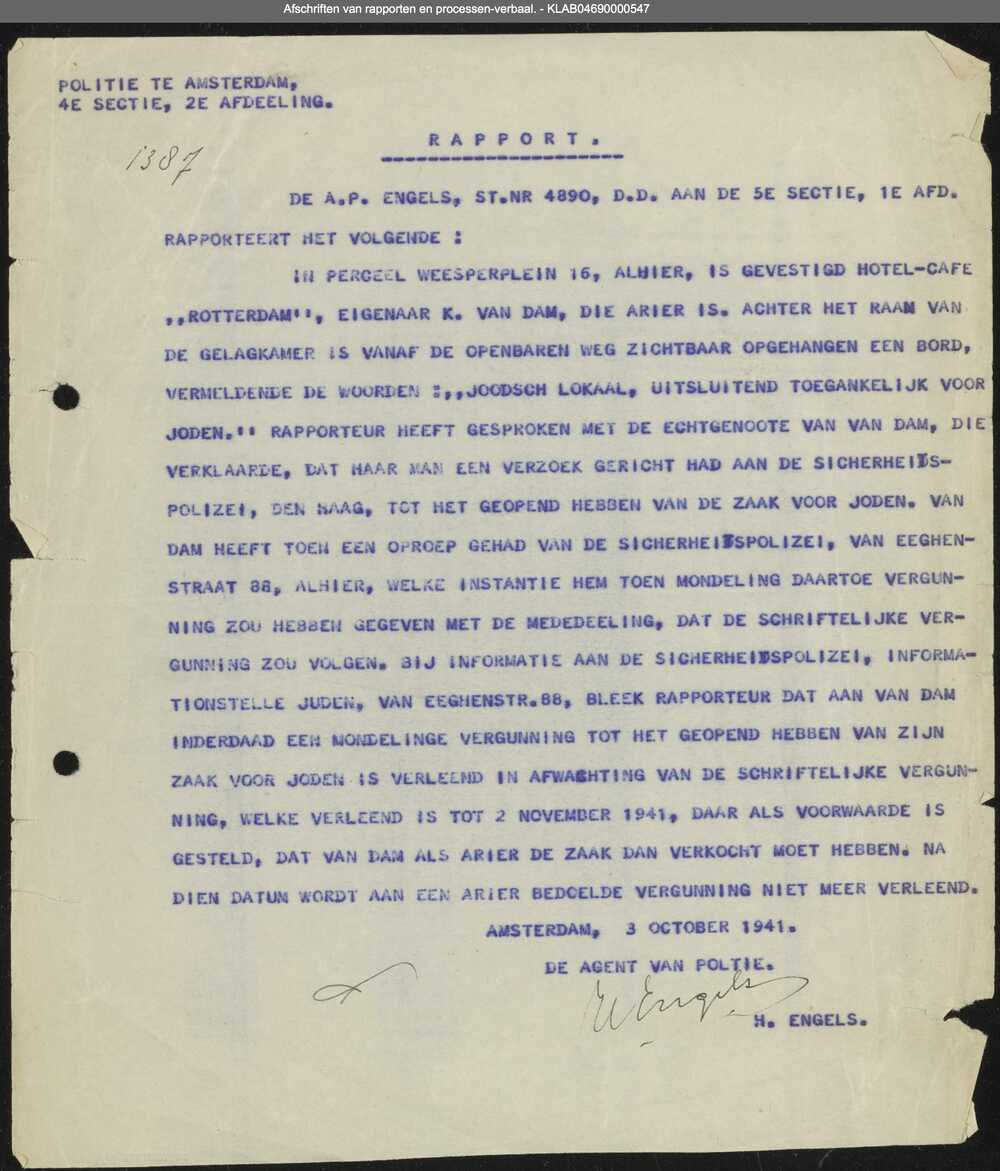 Afschriften van rapporten en processen-verbaal. - KLAB04690000547
POLITIE TE AMSTERDAM,
4E SECTIE, 2E AFDEELING.
RAPPORT.
1387
DE A.P. ENGELS, ST.NR 4890, D.D. AAN DE 5E SECTIE, 1E AFD.
RAPPORTEERT HET VOLGENDE :
IN PERCEEL WEESPERPLEIN 16, ALHIER, IS GEVESTIGD HOTEL-CAFE
,,ROTTERDAM'', EIGENAAR K. VAN DAM, DIE ARIER IS. ACHTER HET RAAM VAN
DE GELAGKAMER IS VANAF DE OPENBAREN WEG ZICHTBAAR OPGEHANGEN EEN BORD,
VERMELDENDE DE WOORDEN :,,JOODSCH LOKAAL, UITSLUITEND TOEGANKELIJK VOOR
JODEN.'' RAPPORTEUR HEEFT GESPROKEN MET DE ECHTGENOOTE VAN VAN DAM, DIE
VERKLAARDE, DAT HAAR MAN EEN VERZOEK GERICHT HAD AAN DE SICHERHEIDS-
POLIZEI, DEN HAAG, TOT HET GEOPEND HEBBEN VAN DE ZAAK VOOR JODEN. VAN
DAM HEEFT TOEN EEN OPROEP GEHAD VAN DE SICHERHEITSPOLIZEI, VAN EEGHEN-
STRAAT 88, ALHIER, WELKE INSTANTIE HEM TOEN MONDELING DAARTOE VERGUN-
NING ZOU HEBBEN GEGEVEN MET DE MEDEDEELING, DAT DE SCHRIFTELIJKE VER-
GUNNING ZOU VOLGEN. BIJ INFORMATIE AAN DE SICHERHEIDSPOLIZEI, INFORMA-
TIONSTELLE JUDEN, VAN EEGHENSTR.88, BLEEK RAPPORTEUR DAT AAN VAN DAM
INDERDAAD EEN MONDELINGE VERGUNNING TOT HET GEOPEND HEBBEN VAN ZIJN
ZAAK VOOR JODEN IS VERLEEND IN AFWACHTING VAN DE SCHRIFTELIJKE VERGUN-
NING, WELKE VERLEEND IS TOT 2 NOVEMBER 1941, DAAR ALS VOORWAARDE IS
GESTELD, DAT VAN DAM ALS ARIER DE ZAAK DAN VERKOCHT MOET HEBBEN. NA
DIEN DATUM WORDT AAN EEN ARIER BEDOELDE VERGUNNING NIET MEER VERLEEND.
AMSTERDAM, 3 OCTOBER 1941.
DE AGENT VAN POLTIE.
H Engels
H. ENGELS.